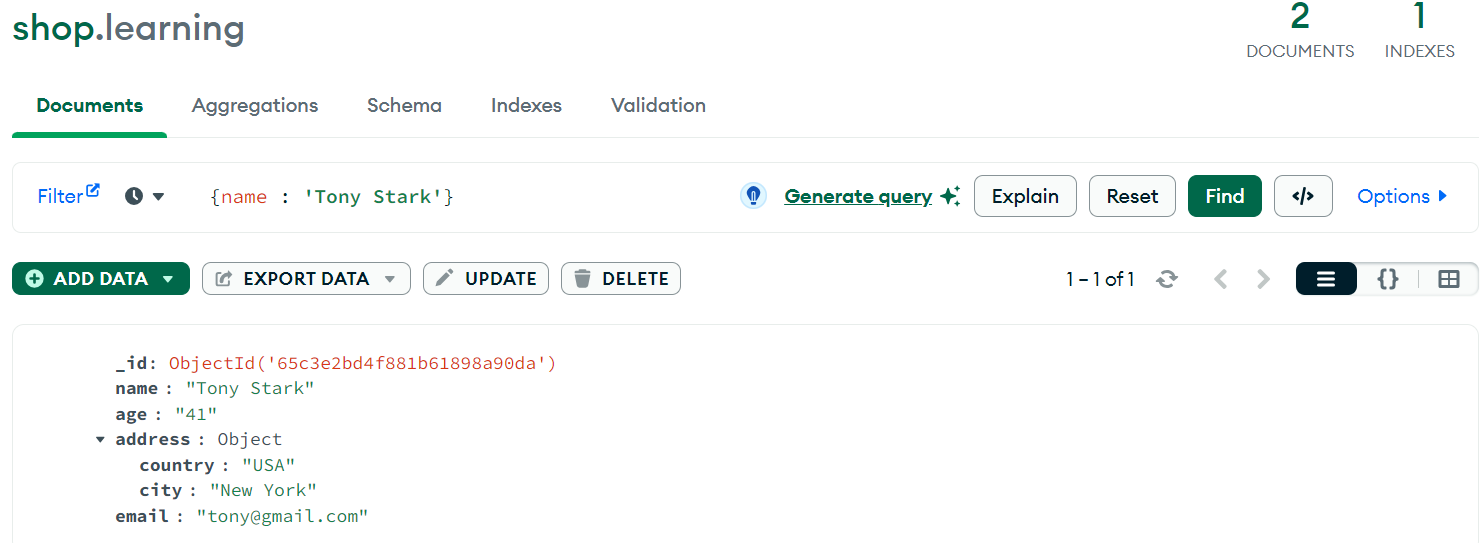 shop.learning
2 1
DOCUMENTS INDEXES
Documents Aggregations Schema Indexes Validation
Filter {name : 'Tony Stark'} Generate query Explain Reset Find </> Options
ADD DATA EXPORT DATA UPDATE DELETE 1 – 1 of 1 {}
_id: ObjectId('65c3e2bd4f881b61898a90da')
name : "Tony Stark"
age : "41"
address : Object
country : "USA"
city : "New York"
email : "tony@gmail.com"